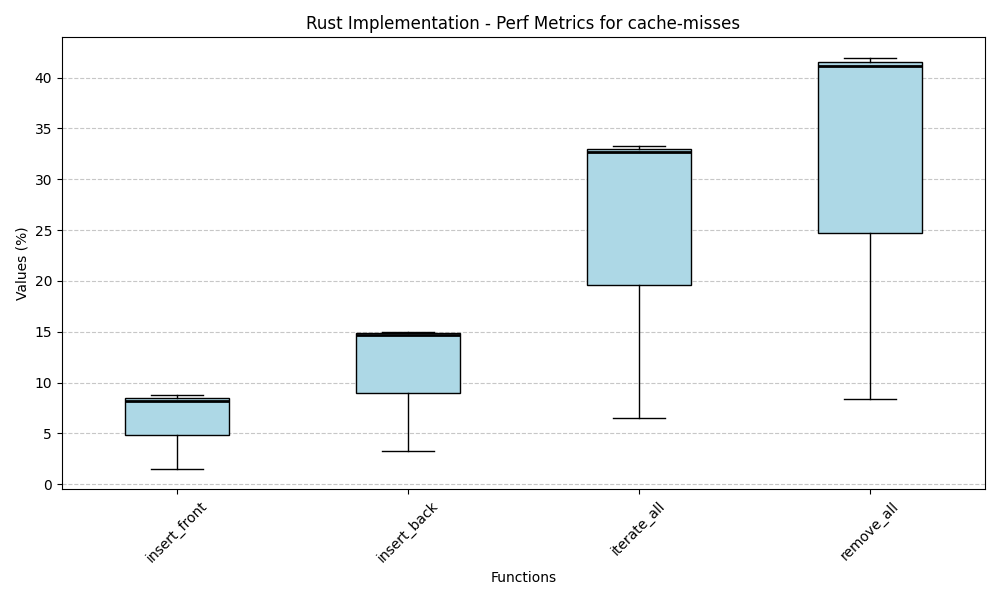 Rust Implementation - Perf Metrics for cache-misses
Values (%)
40
35
30
25
20
15
10
5
0
insert_front
insert_back
iterate_all
remove_all
Functions